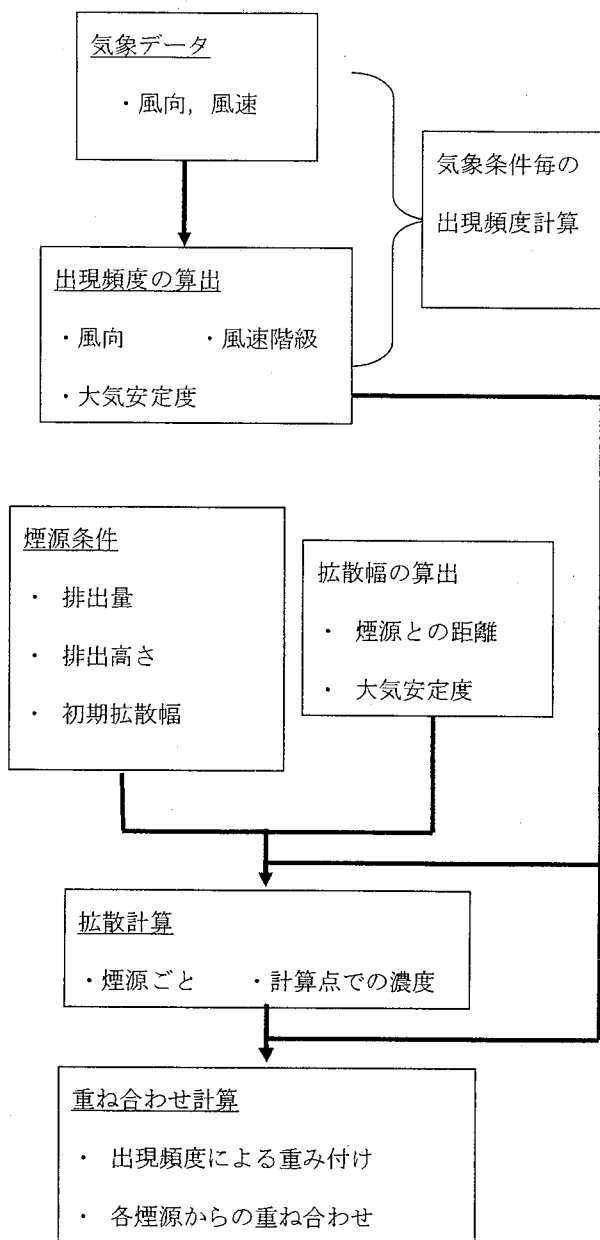 気象データ
・風向，風速
気象条件毎の
出現頻度計算
出現頻度の算出
・風向　・風速階級
・大気安定度
煙源条件
・ 排出量
・ 排出高さ
・ 初期拡散幅
拡散幅の算出
・ 煙源との距離
・ 大気安定度
拡散計算
・煙源ごと　・計算点での濃度
重ね合わせ計算
・ 出現頻度による重み付け
・ 各煙源からの重ね合わせ